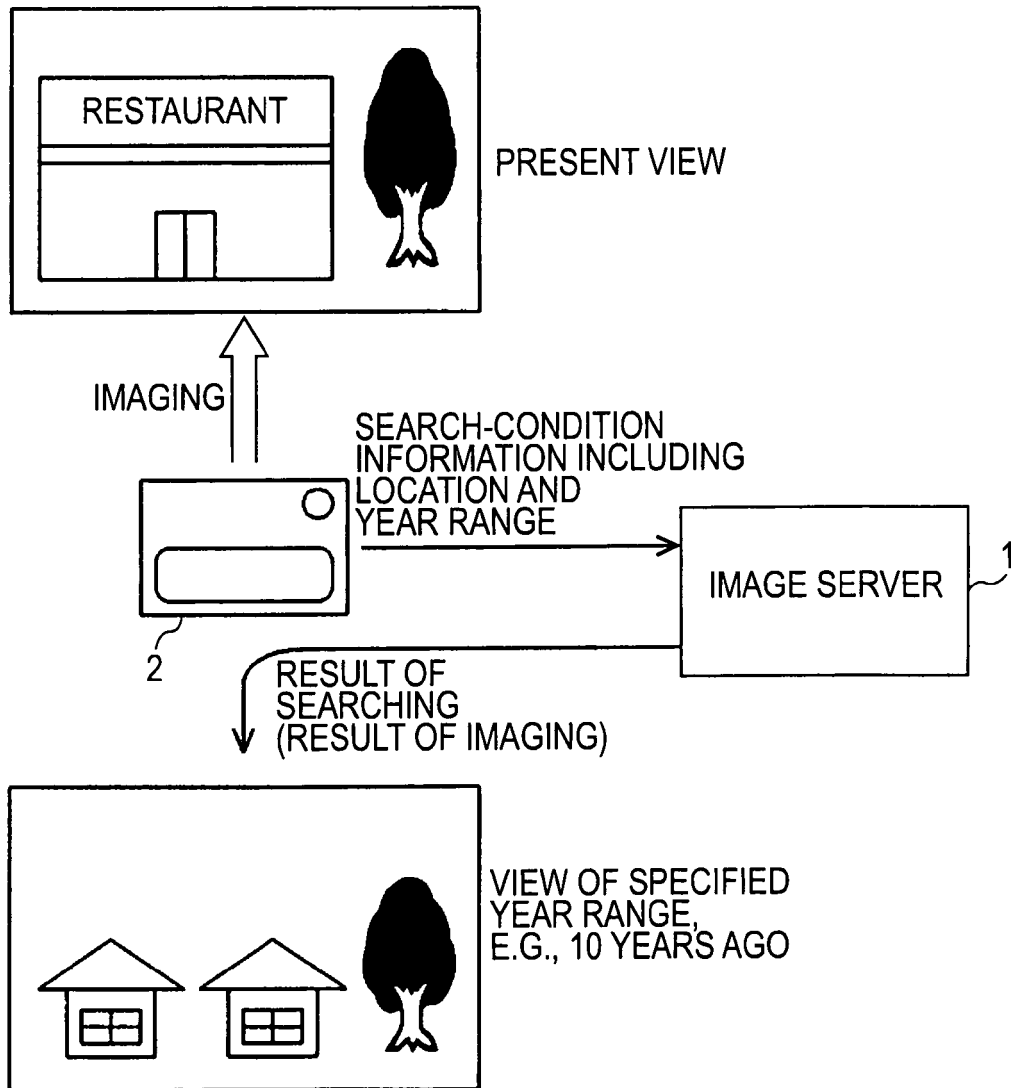 RESTAURANT
PRESENT VIEW
IMAGING
SEARCH-CONDITION
INFORMATION INCLUDING
LOCATION AND
YEAR RANGE
IMAGE SERVER
1
2
RESULT OF
SEARCHING
(RESULT OF IMAGING)
VIEW OF SPECIFIED
YEAR RANGE,
E.G., 10 YEARS AGO